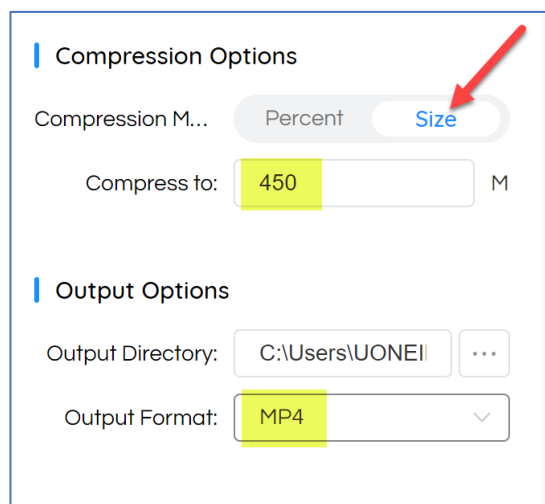 Compression Options
Compression M... Percent Size
Compress to: 450 M
Output Options
Output Directory: C:\Users\UONEI ...
Output Format: MP4